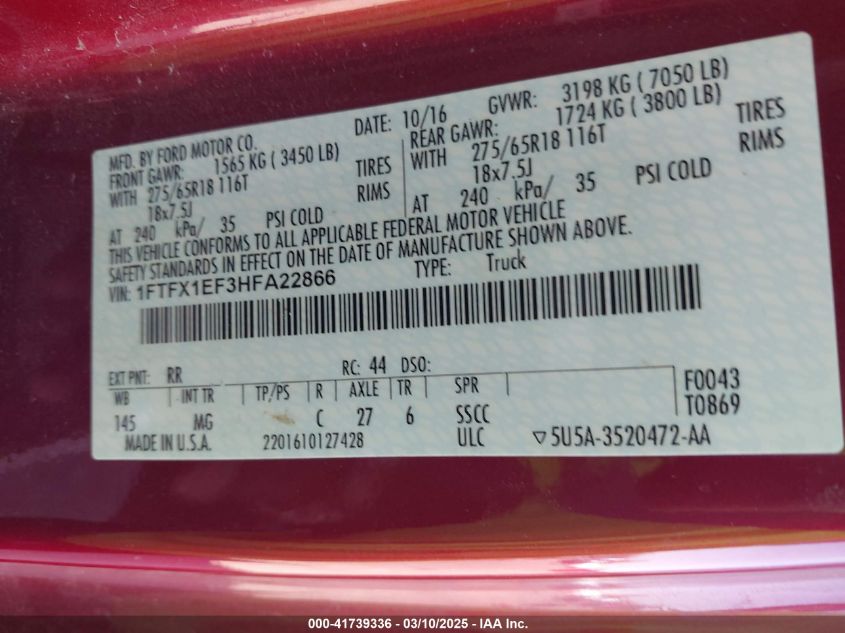 MFD. BY FORD MOTOR CO.
DATE: 10/16 GVWR: 3198 KG ( 7050 LB)
FRONT GAWR: 1565 KG ( 3450 LB)
WITH 275/65R18 116T TIRES
18x7.5J RIMS
AT 240 kPa/ 35 PSI COLD
REAR GAWR: 1724 KG ( 3800 LB)
WITH 275/65R18 116T TIRES
18x7.5J RIMS
AT 240 kPa/ 35 PSI COLD
THIS VEHICLE CONFORMS TO ALL APPLICABLE FEDERAL MOTOR VEHICLE
SAFETY STANDARDS IN EFFECT ON THE DATE OF MANUFACTURE SHOWN ABOVE.
VIN: 1FTFX1EF3HFA22866 TYPE: Truck
EXT PNT: RR RC: 44 DSO:
WB INT TR TP/PS R AXLE TR SPR F0043
145 MG C 27 6 SSCC T0869
MADE IN U.S.A. 2201610127428 ULC ▽5U5A-3520472-AA
000-41739336 - 03/10/2025 - IAA Inc.